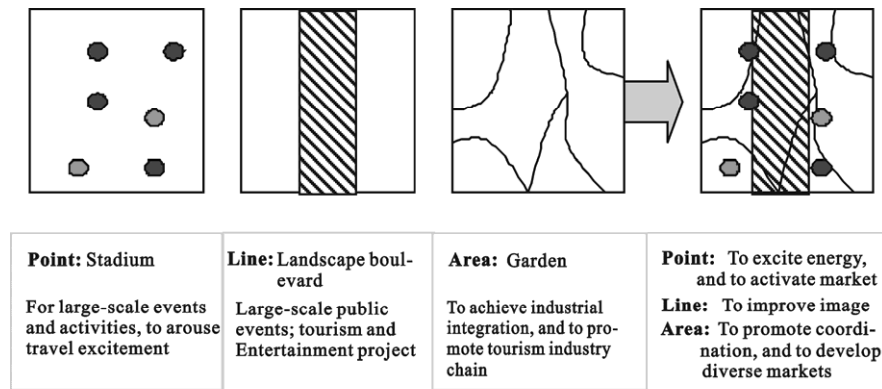 Point: Stadium
For large-scale events
and activities, to arouse
travel excitement
Line: Landscape boul-
evard
Large-scale public
events; tourism and
Entertainment project
Area: Garden
To achieve industrial
integration, and to pro-
mote tourism industry
chain
Point: To excite energy,
and to activate market
Line: To improve image
Area: To promote coordi-
nation, and to develop
diverse markets